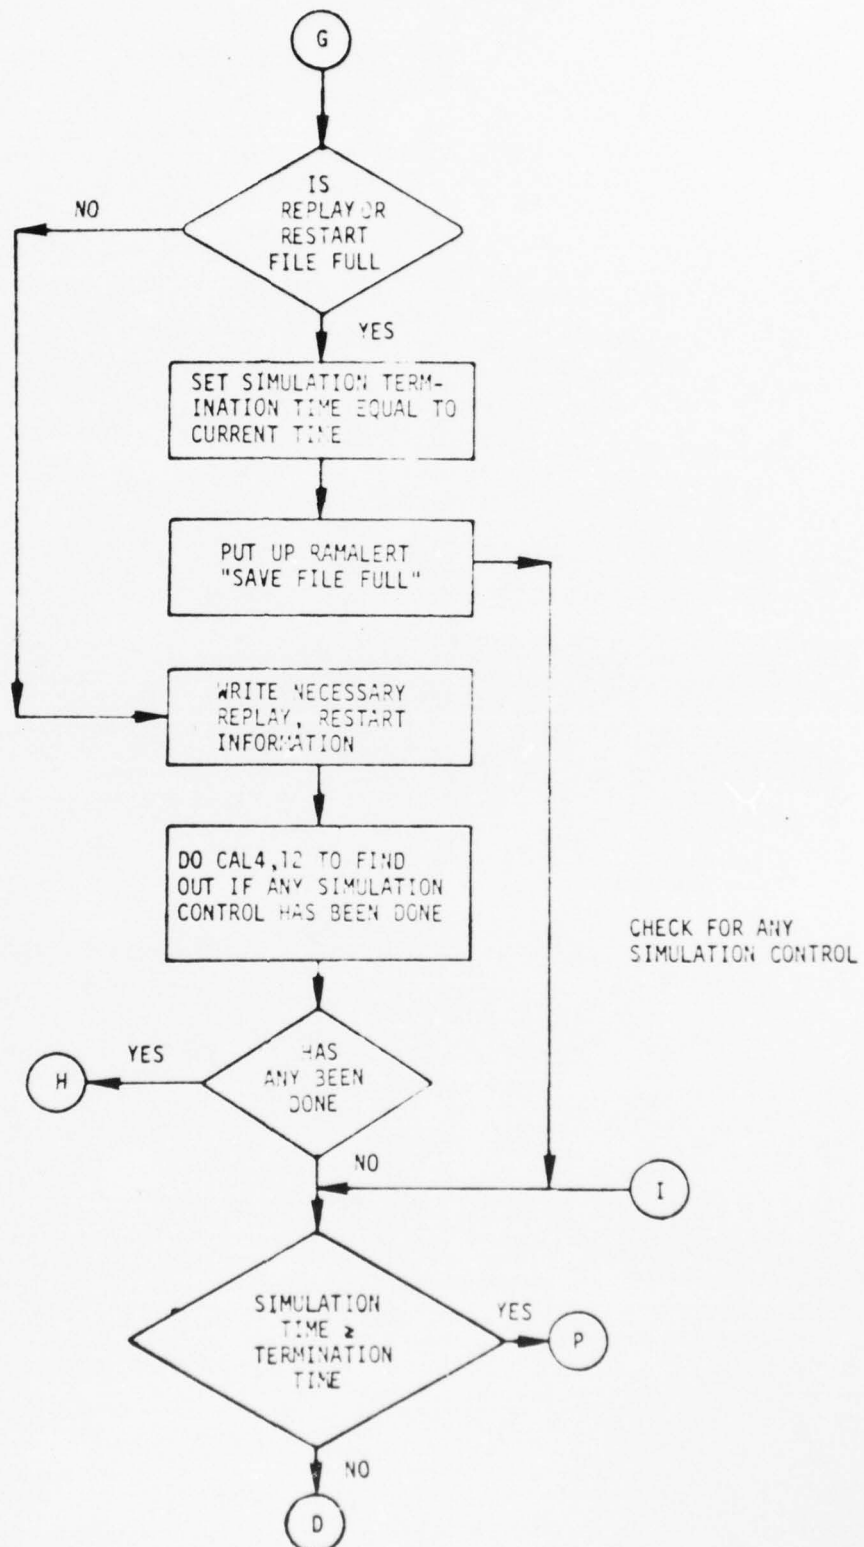 G
IS
REPLAY OR
RESTART
FILE FULL
NO
YES
SET SIMULATION TERM-
INATION TIME EQUAL TO
CURRENT TIME
PUT UP RAMALERT
"SAVE FILE FULL"
WRITE NECESSARY
REPLAY, RESTART
INFORMATION
DO CAL4,12 TO FIND
OUT IF ANY SIMULATION
CONTROL HAS BEEN DONE
CHECK FOR ANY
SIMULATION CONTROL
HAS
ANY BEEN
DONE
YES
H
NO
I
SIMULATION
TIME ≥
TERMINATION
TIME
YES
P
NO
D